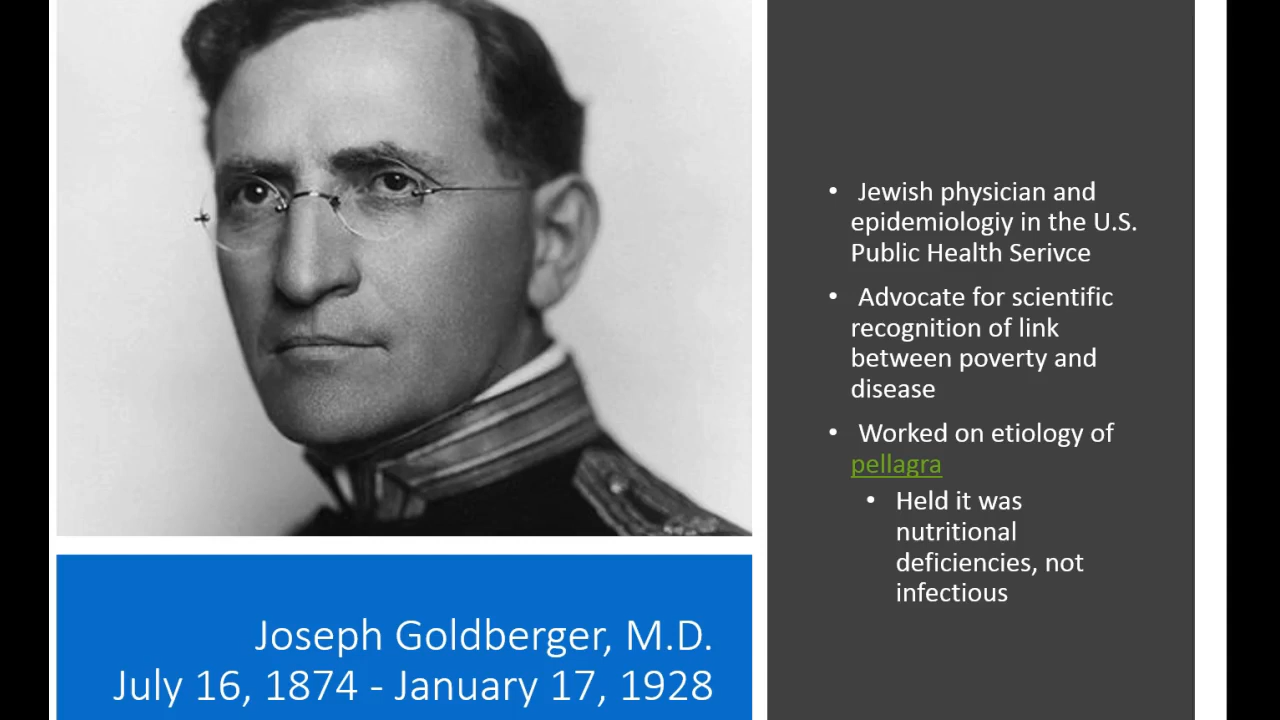 Jewish physician and
epidemiologiy in the U.S.
Public Health Serivce
Advocate for scientific
recognition of link
between poverty and
disease
Worked on etiology of
pellagra
Held it was
nutritional
deficiencies, not
infectious
Joseph Goldberger, M.D.
July 16, 1874 - January 17, 1928